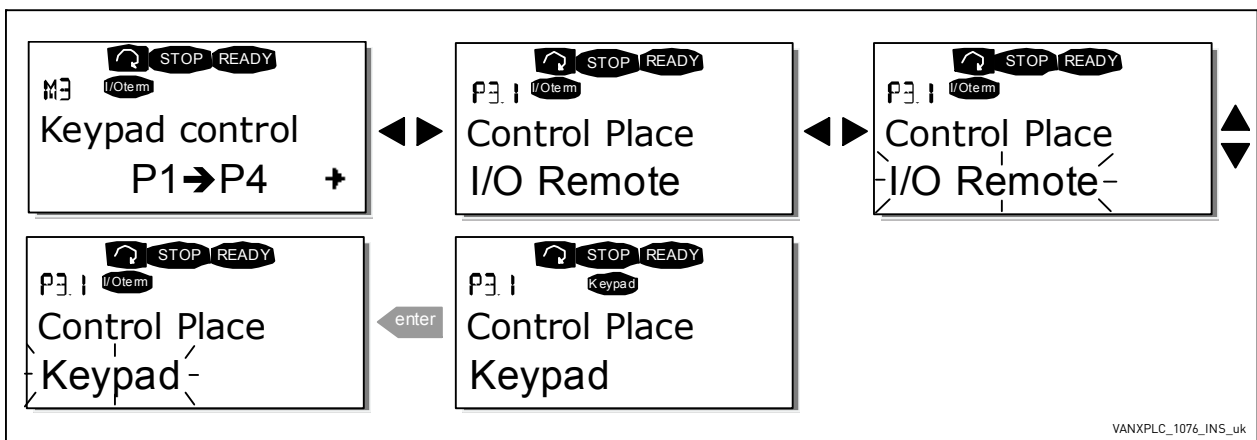 STOP READY
M3 I/Oterm
Keypad control
P1➔P4
STOP READY
P3.1 I/Oterm
Control Place
I/O Remote
STOP READY
P3.1 I/Oterm
Control Place
I/O Remote
STOP READY
P3.1 I/Oterm
Control Place
Keypad
enter
STOP READY
P3.1 Keypad
Control Place
Keypad
VANXPLC_1076_INS_uk